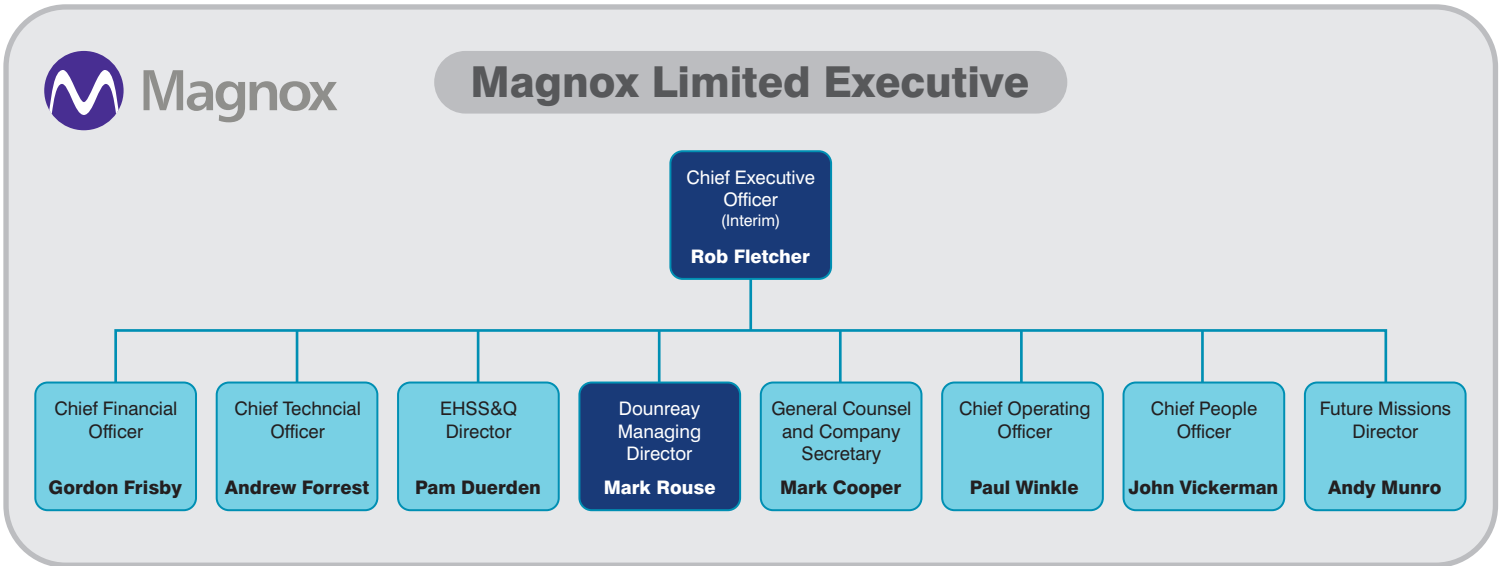 Magnox
Magnox Limited Executive
Chief Executive
Officer
(Interim)
Rob Fletcher
Chief Financial
Officer
Gordon Frisby
Chief Techncial
Officer
Andrew Forrest
EHSS&Q
Director
Pam Duerden
Dounreay
Managing
Director
Mark Rouse
General Counsel
and Company
Secretary
Mark Cooper
Chief Operating
Officer
Paul Winkle
Chief People
Officer
John Vickerman
Future Missions
Director
Andy Munro